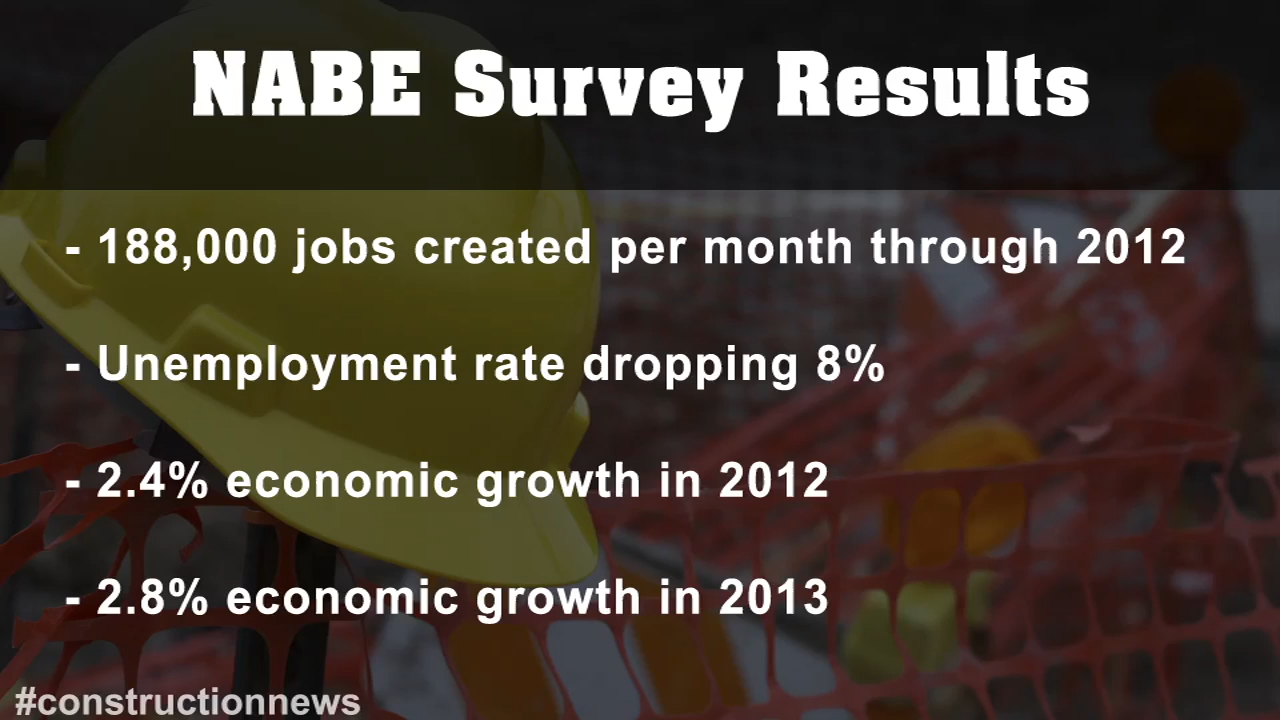 NABE Survey Results
- 188,000 jobs created per month through 2012
- Unemployment rate dropping 8%
- 2.4% economic growth in 2012
- 2.8% economic growth in 2013
#constructionnews